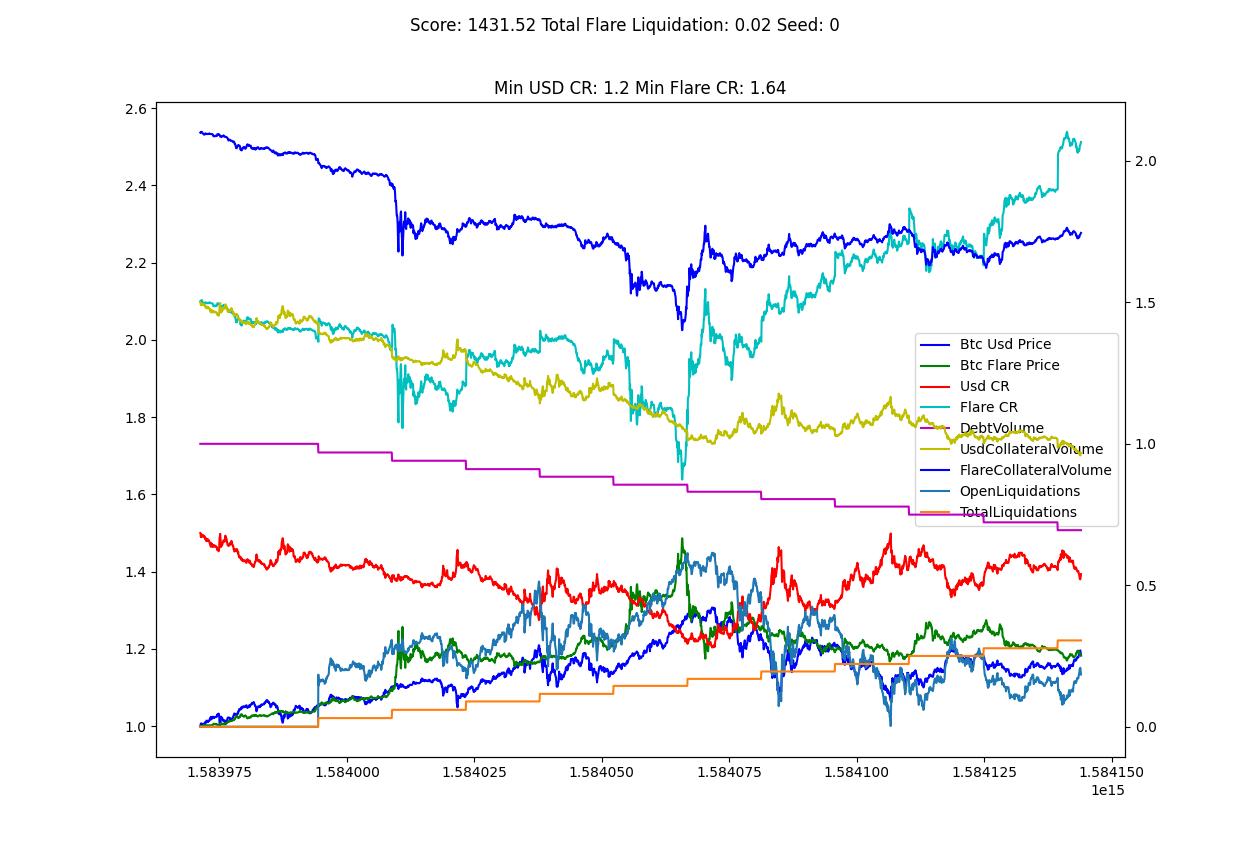 Score: 1431.52 Total Flare Liquidation: 0.02 Seed: 0
Min USD CR: 1.2 Min Flare CR: 1.64
2.6
2.4
2.2
2.0
1.8
1.6
1.4
1.2
1.0
2.0
1.5
1.0
0.5
0.0
Btc Usd Price
Btc Flare Price
Usd CR
Flare CR
DebtVolume
UsdCollateralVolume
FlareCollateralVolume
OpenLiquidations
TotalLiquidations
1.583975 1.584000 1.584025 1.584050 1.584075 1.584100 1.584125 1.584150
1e15